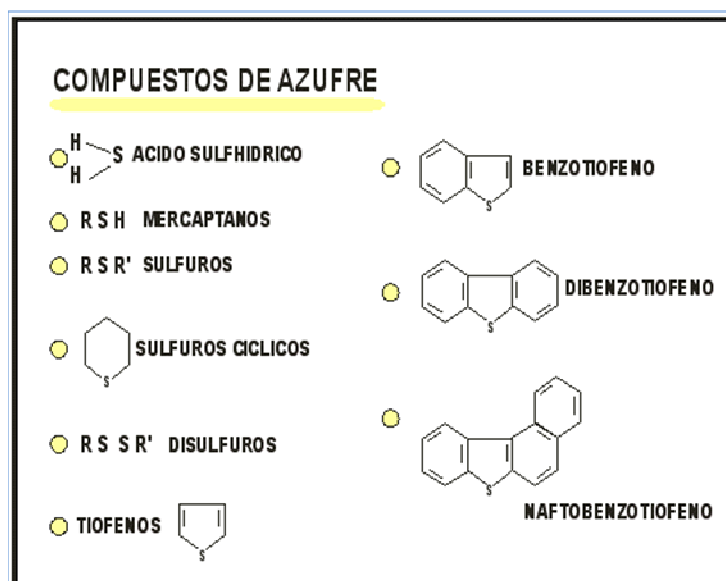 COMPUESTOS DE AZUFRE
H
S ACIDO SULFHIDRICO
H
R S H MERCAPTANOS
R S R' SULFUROS
SULFUROS CICLICOS
S
R S S R' DISULFUROS
TIOFENOS
S
BENZOTIOFENO
S
DIBENZOTIOFENO
S
S
NAFTOBENZOTIOFENO